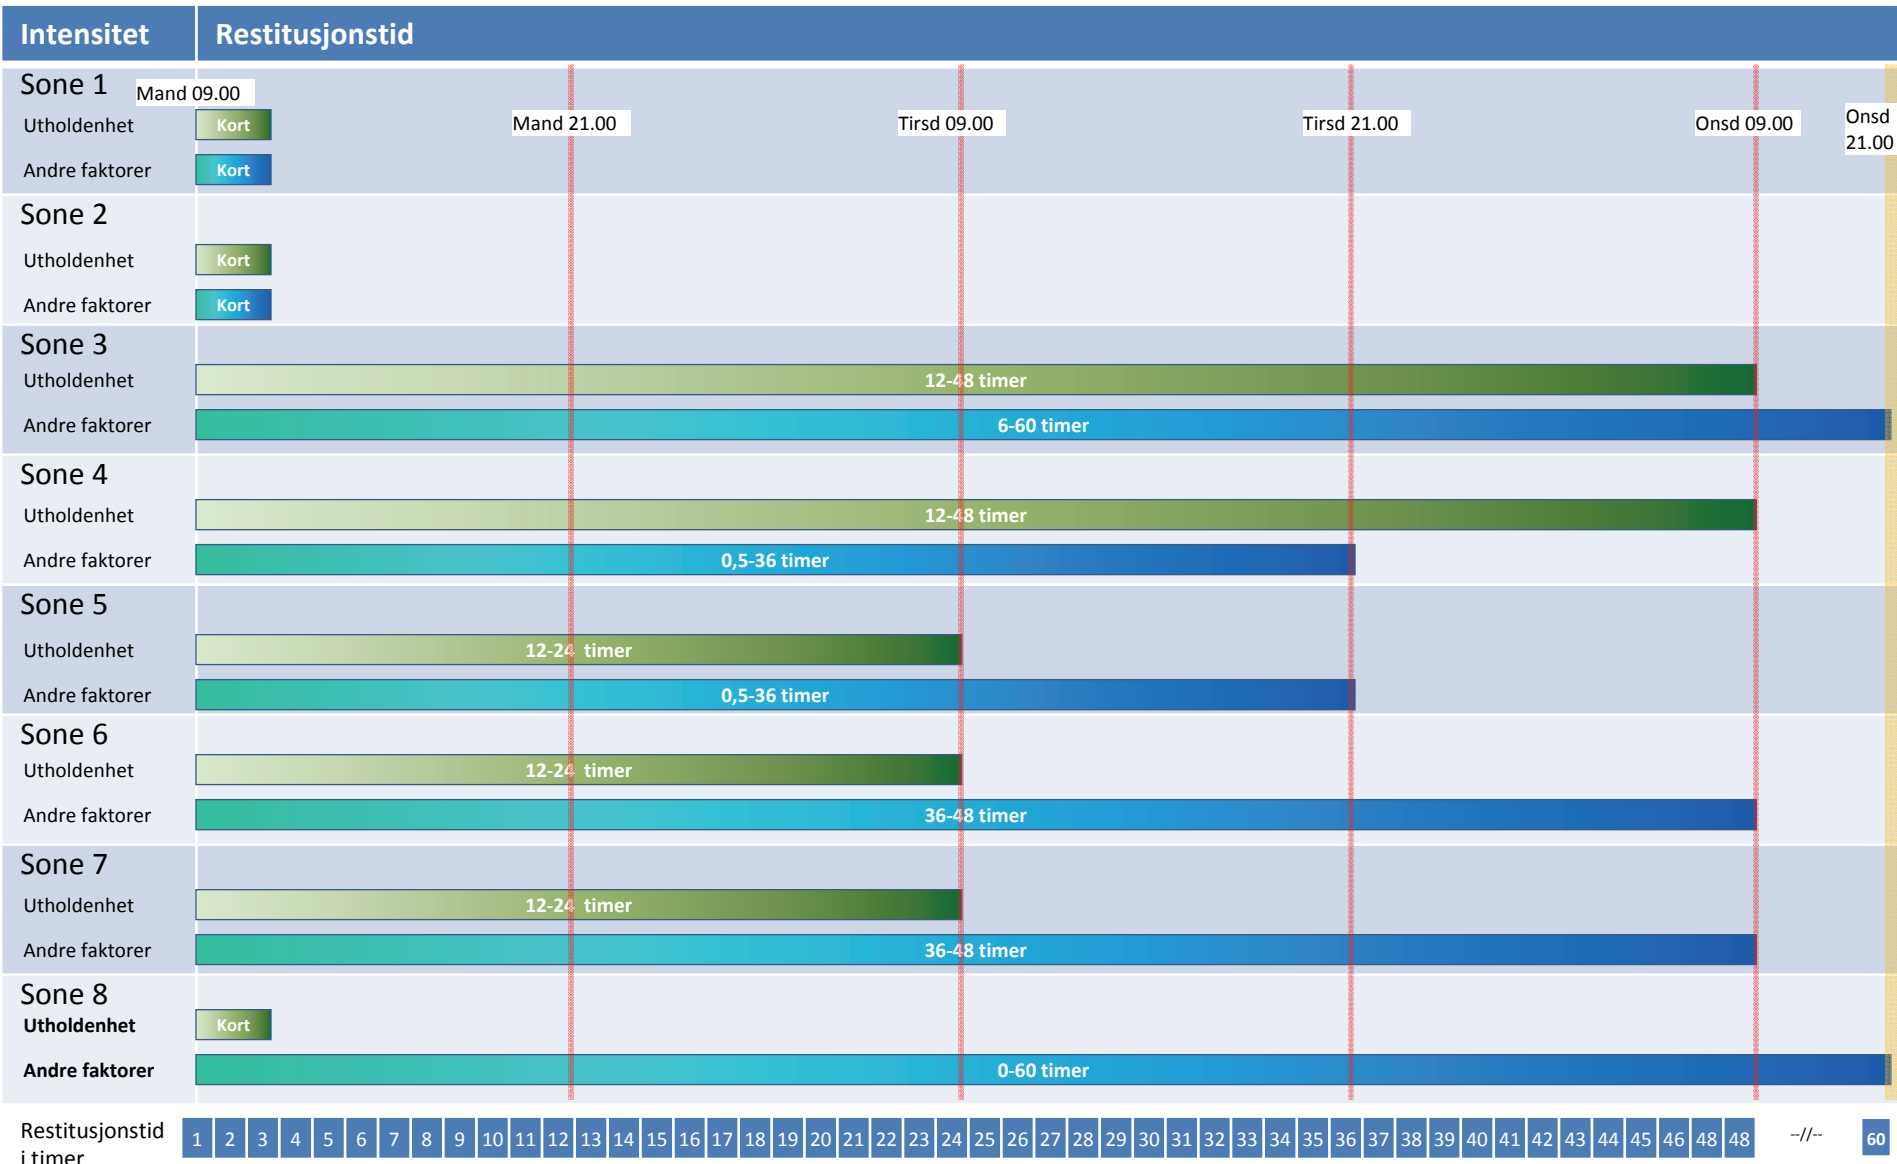 Intensitet Restitusjonstid
Sone 1
Mand 09.00
Utholdenhet Kort Mand 21.00 Tirsd 09.00 Tirsd 21.00 Onsd 09.00 Onsd
21.00
Andre faktorer Kort
Sone 2
Utholdenhet Kort
Andre faktorer Kort
Sone 3
Utholdenhet 12-48 timer
Andre faktorer 6-60 timer
Sone 4
Utholdenhet 12-48 timer
Andre faktorer 0,5-36 timer
Sone 5
Utholdenhet 12-24 timer
Andre faktorer 0,5-36 timer
Sone 6
Utholdenhet 12-24 timer
Andre faktorer 36-48 timer
Sone 7
Utholdenhet 12-24 timer
Andre faktorer 36-48 timer
Sone 8
Utholdenhet Kort
Andre faktorer 0-60 timer
Restitusjonstid
i timer
1 2 3 4 5 6 7 8 9 10 11 12 13 14 15 16 17 18 19 20 21 22 23 24 25 26 27 28 29 30 31 32 33 34 35 36 37 38 39 40 41 42 43 44 45 46 48 48 --//-- 60